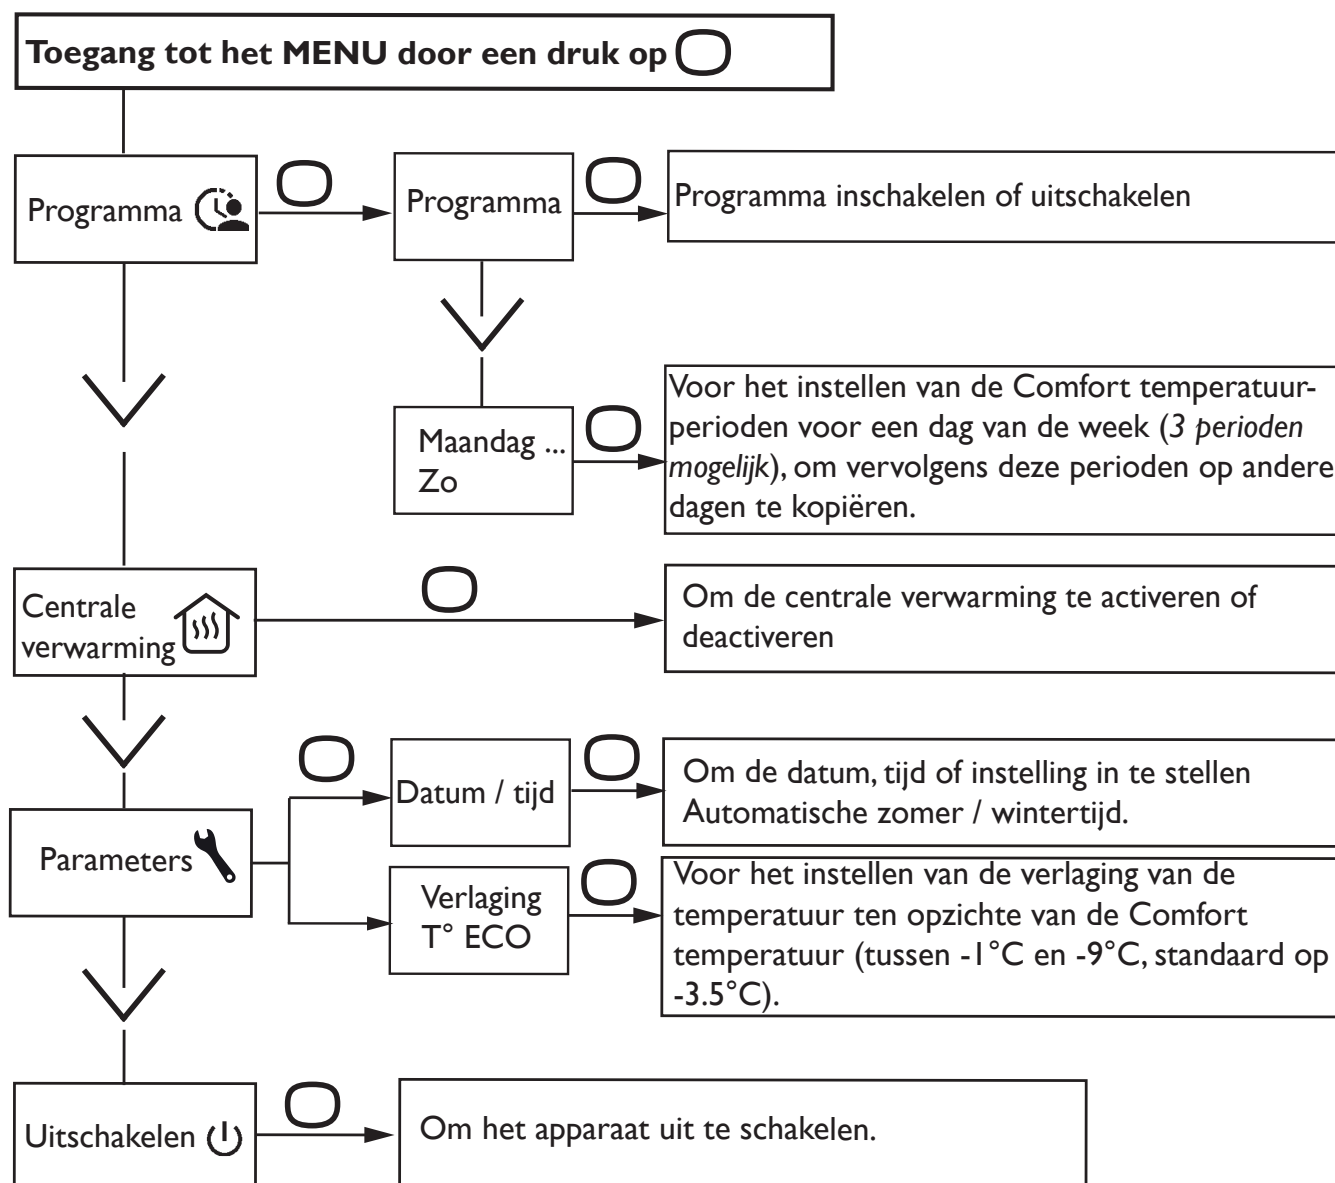 Toegang tot het MENU door een druk op
Programma
Programma
Programma inschakelen of uitschakelen
Maandag ...
Zo
Voor het instellen van de Comfort temperatuur-
perioden voor een dag van de week (3 perioden
mogelijk), om vervolgens deze perioden op andere
dagen te kopiëren.
Centrale
verwarming
Om de centrale verwarming te activeren of
deactiveren
Parameters
Datum / tijd
Om de datum, tijd of instelling in te stellen
Automatische zomer / wintertijd.
Verlaging
T° ECO
Voor het instellen van de verlaging van de
temperatuur ten opzichte van de Comfort
temperatuur (tussen -1°C en -9°C, standaard op
-3.5°C).
Uitschakelen
Om het apparaat uit te schakelen.